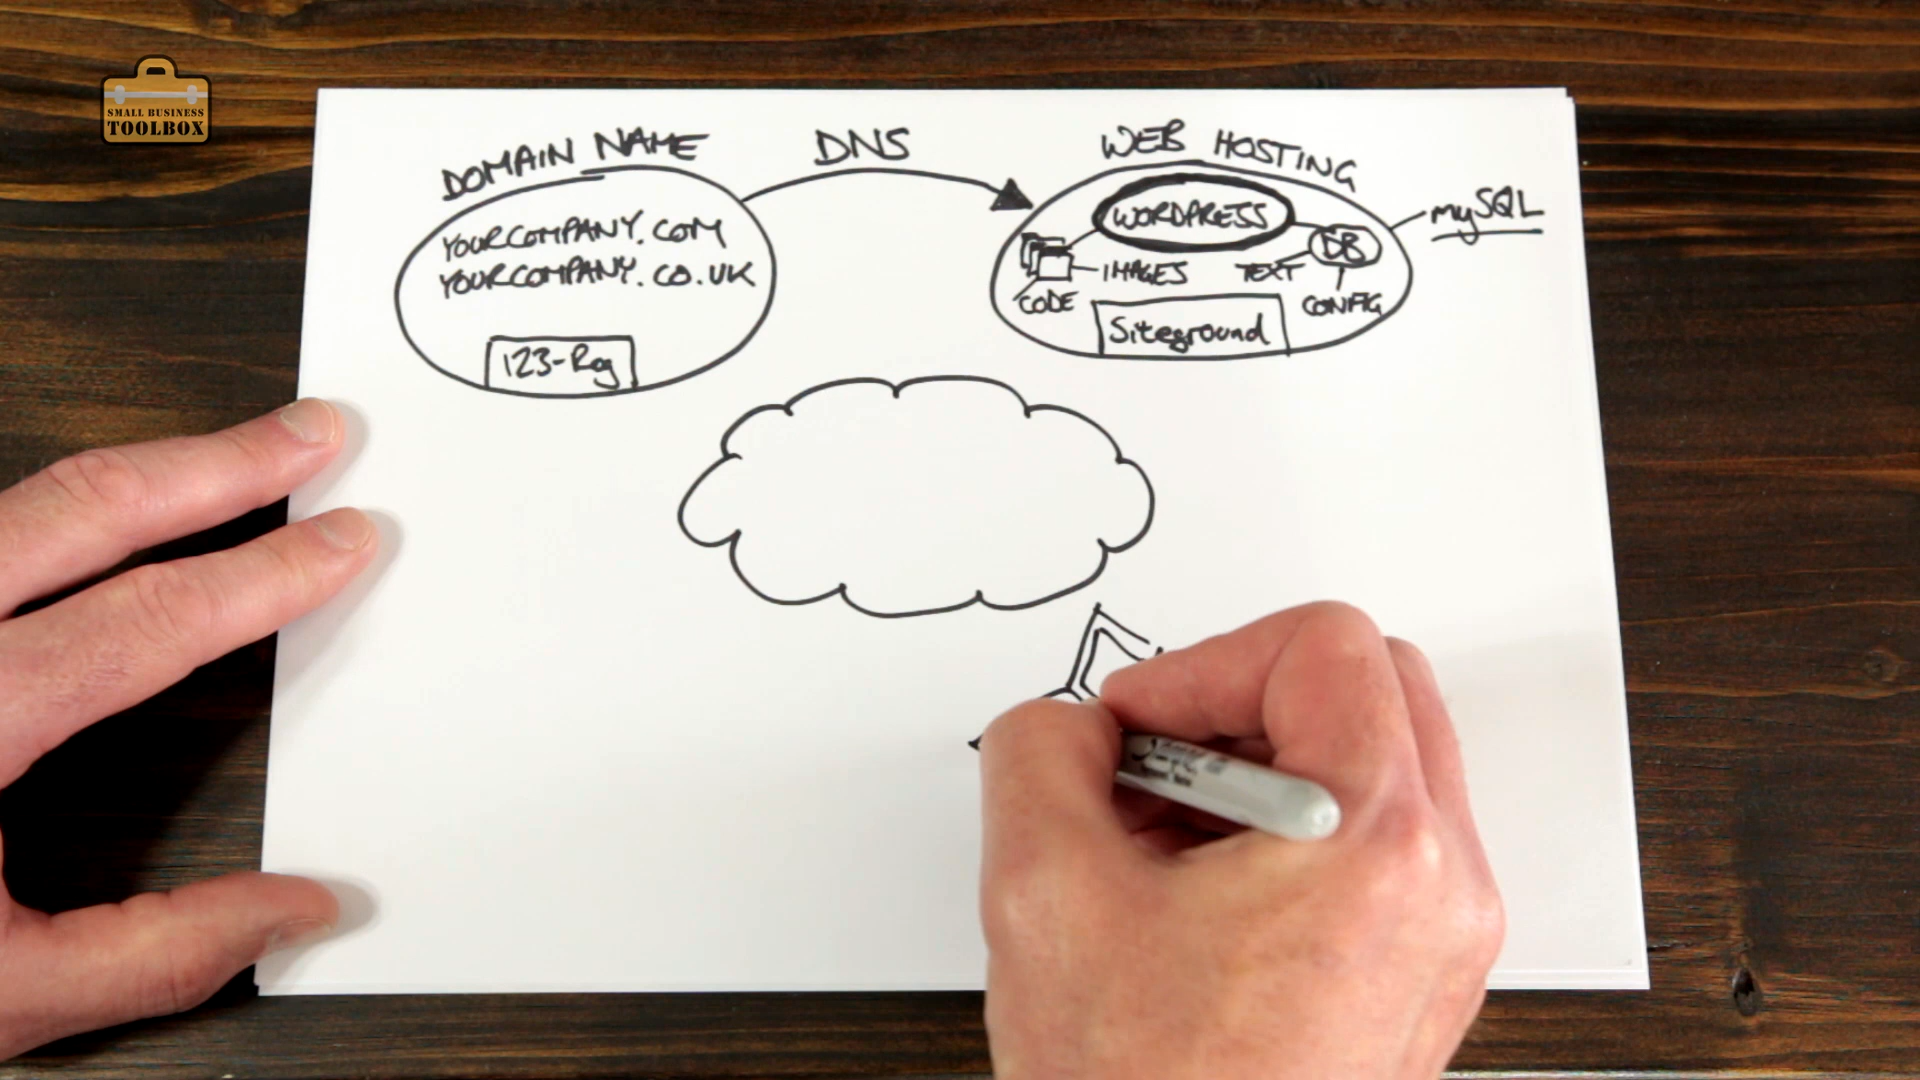 SMALL BUSINESS
TOOLBOX
DOMAIN NAME
YOURCOMPANY.COM
YOURCOMPANY.CO.UK
123-Reg
DNS
WEB HOSTING
WORDPRESS
DB
IMAGES
TEXT
CODE
CONFIG
Siteground
mySQL